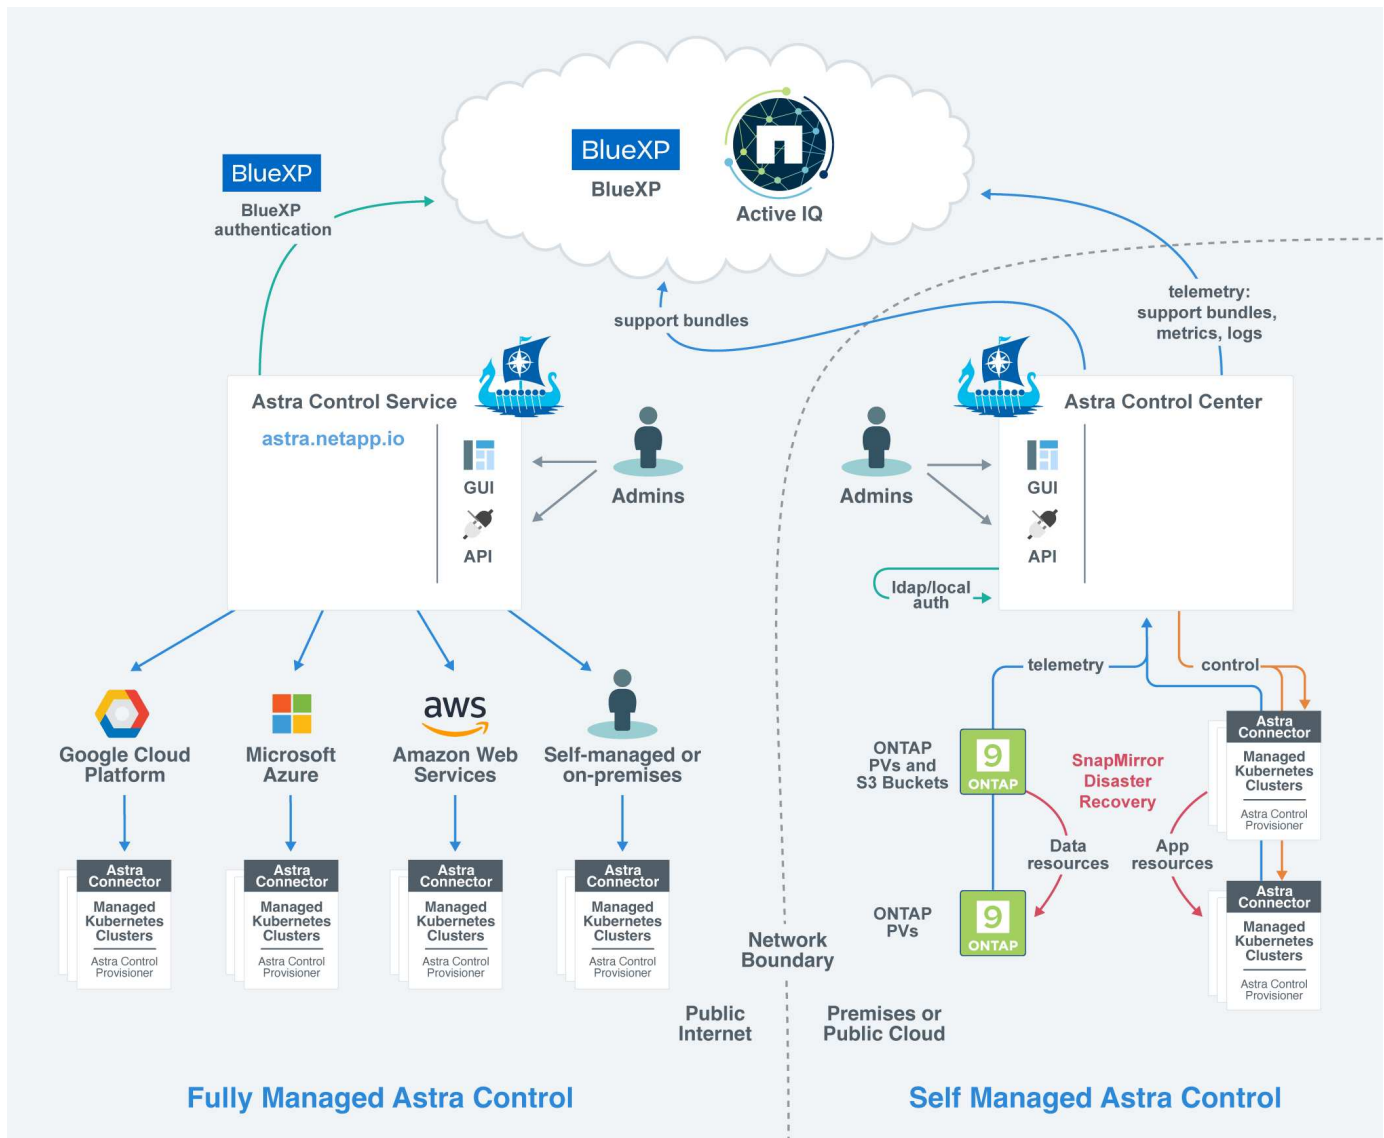 BlueXP
BlueXP
Active IQ
BlueXP
BlueXP
authentication
support bundles
telemetry:
support bundles,
metrics, logs
Astra Control Service
astra.netapp.io
GUI
API
Admins
Admins
Astra Control Center
GUI
API
ldap/local
auth
Google Cloud
Platform
Microsoft
Azure
aws
Amazon Web
Services
Self-managed or
on-premises
Astra
Connector
Managed
Kubernetes
Clusters
Astra Control
Provisioner
Astra
Connector
Managed
Kubernetes
Clusters
Astra Control
Provisioner
Astra
Connector
Managed
Kubernetes
Clusters
Astra Control
Provisioner
Astra
Connector
Managed
Kubernetes
Clusters
Astra Control
Provisioner
telemetry
control
ONTAP
PVs and
S3 Buckets
9
ONTAP
SnapMirror
Disaster
Recovery
Astra
Connector
Managed
Kubernetes
Clusters
Astra Control
Provisioner
Data
resources
App
resources
ONTAP
PVs
9
ONTAP
Astra
Connector
Managed
Kubernetes
Clusters
Astra Control
Provisioner
Network
Boundary
Public
Internet
Premises or
Public Cloud
Fully Managed Astra Control
Self Managed Astra Control